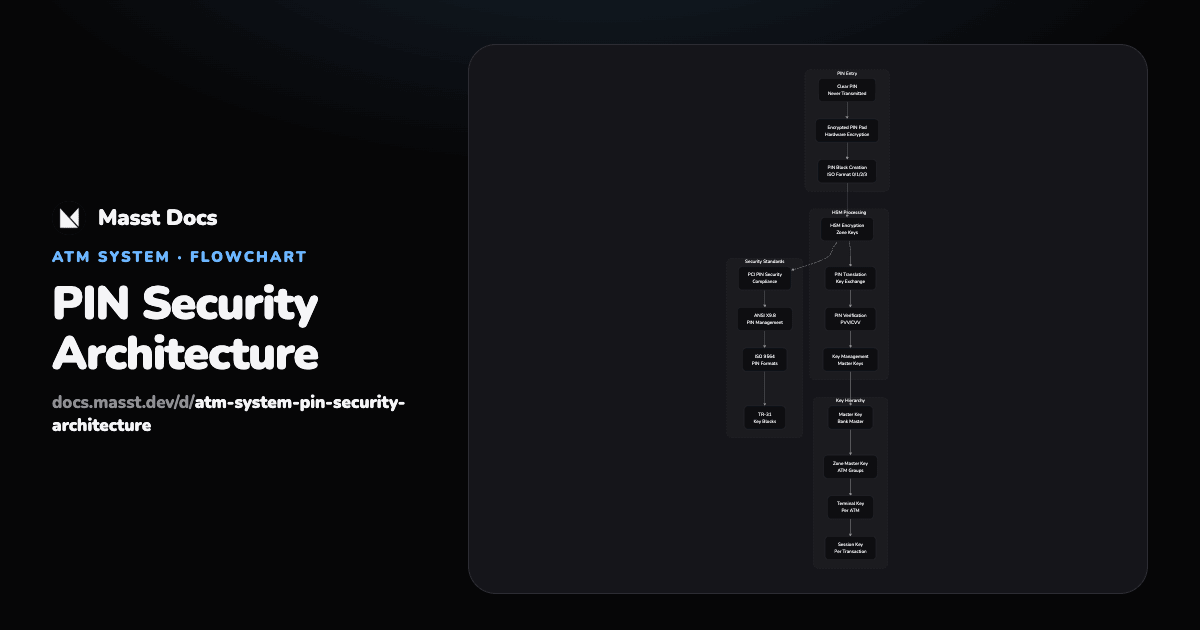 Masst Docs
ATM SYSTEM · FLOWCHART
PIN Security
Architecture
docs.masst.dev/d/atm-system-pin-security-
architecture
PIN Entry
Clear PIN
Never Transmitted
Encrypted PIN Pad
Hardware Encryption
PIN Block Creation
ISO Format 0/1/2/3
HSM Processing
HSM Encryption
Zone Keys
Security Standards
PCI PIN Security
Compliance
PIN Translation
Key Exchange
ANSI X9.8
PIN Management
PIN Verification
PVV/CVV
ISO 9564
PIN Formats
Key Management
Master Keys
Key Hierarchy
TR-31
Key Blocks
Master Key
Bank Master
Zone Master Key
ATM Groups
Terminal Key
Per ATM
Session Key
Per Transaction